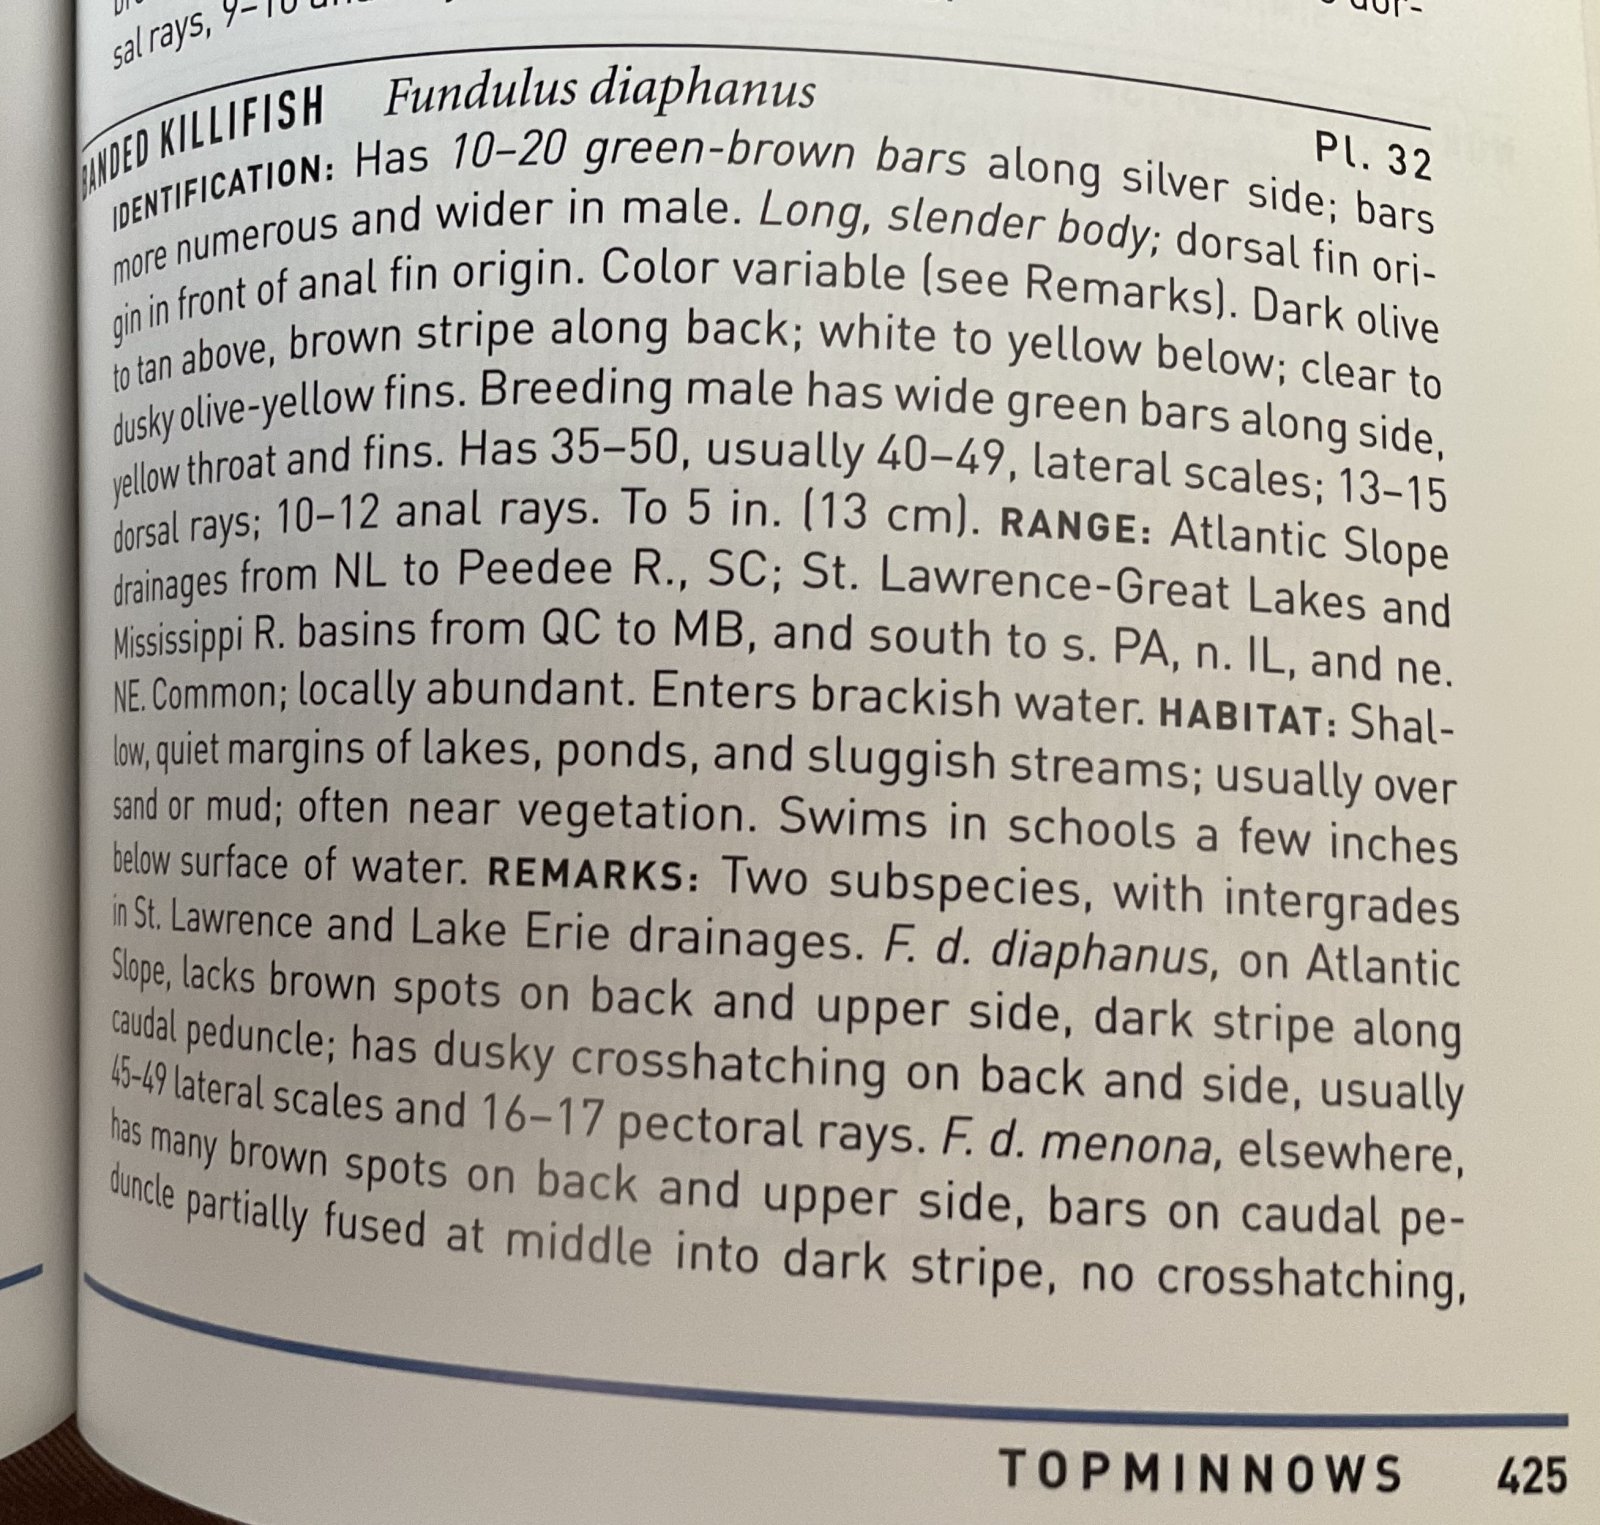 sal rays, 9–10
BANDED KILLIFISH Fundulus diaphanus Pl. 32
IDENTIFICATION: Has 10–20 green-brown bars along silver side; bars
more numerous and wider in male. Long, slender body; dorsal fin ori-
gin in front of anal fin origin. Color variable (see Remarks). Dark olive
to tan above, brown stripe along back; white to yellow below; clear to
dusky olive-yellow fins. Breeding male has wide green bars along side,
yellow throat and fins. Has 35–50, usually 40–49, lateral scales; 13–15
dorsal rays; 10–12 anal rays. To 5 in. (13 cm). RANGE: Atlantic Slope
drainages from NL to Peedee R., SC; St. Lawrence-Great Lakes and
Mississippi R. basins from QC to MB, and south to s. PA, n. IL, and ne.
NE. Common; locally abundant. Enters brackish water. HABITAT: Shal-
low, quiet margins of lakes, ponds, and sluggish streams; usually over
sand or mud; often near vegetation. Swims in schools a few inches
below surface of water. REMARKS: Two subspecies, with intergrades
in St. Lawrence and Lake Erie drainages. F. d. diaphanus, on Atlantic
Slope, lacks brown spots on back and upper side, dark stripe along
caudal peduncle; has dusky crosshatching on back and side, usually
45–49 lateral scales and 16–17 pectoral rays. F. d. menona, elsewhere,
has many brown spots on back and upper side, bars on caudal pe-
duncle partially fused at middle into dark stripe, no crosshatching,
TOPMINNOWS 425